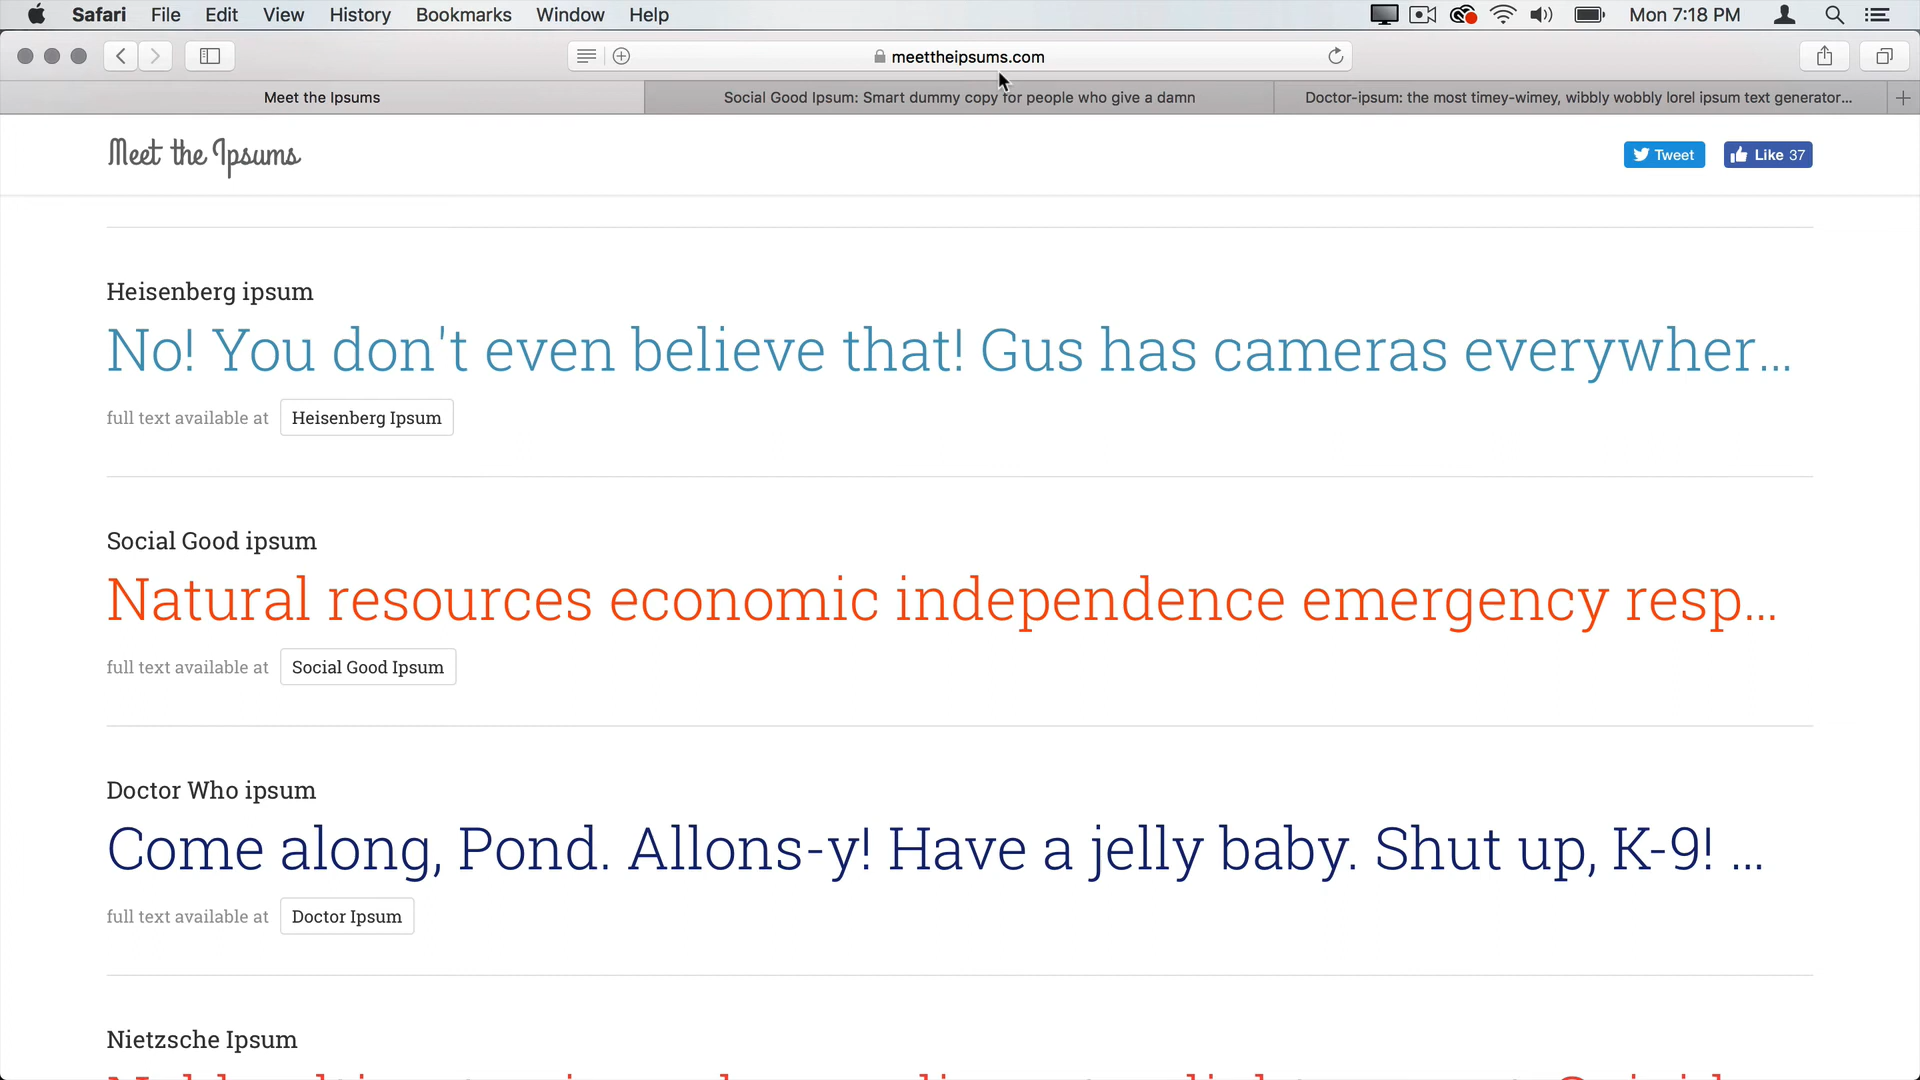 Safari File Edit View History Bookmarks Window Help Mon 7:18 PM
meettheipsums.com
Meet the Ipsums Social Good Ipsum: Smart dummy copy for people who give a damn Doctor-ipsum: the most timey-wimey, wibbly wobbly lorel ipsum text generator...
Meet the Ipsums Tweet Like 37
Heisenberg ipsum
No! You don't even believe that! Gus has cameras everywher...
full text available at Heisenberg Ipsum
Social Good ipsum
Natural resources economic independence emergency resp...
full text available at Social Good Ipsum
Doctor Who ipsum
Come along, Pond. Allons-y! Have a jelly baby. Shut up, K-9! ...
full text available at Doctor Ipsum
Nietzsche Ipsum